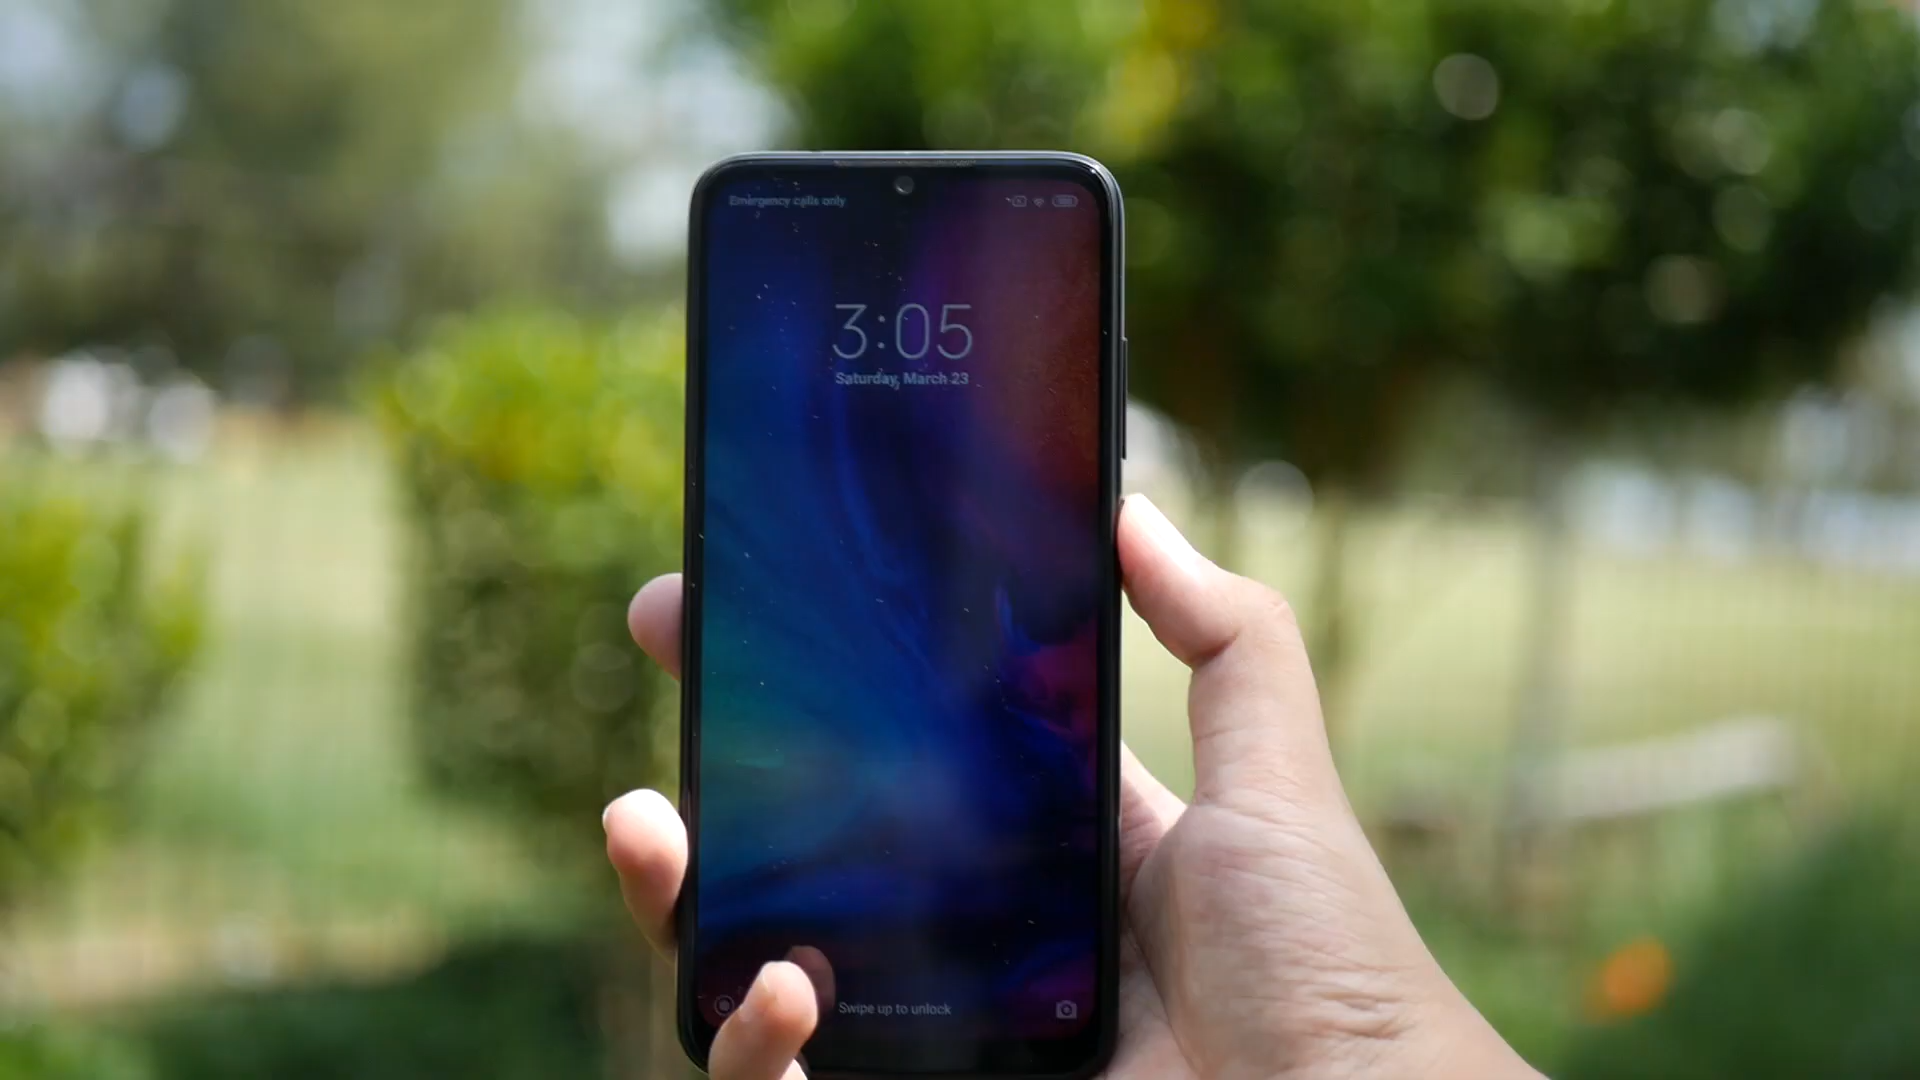 Emergency calls only
3:05
Saturday, March 23
Swipe up to unlock